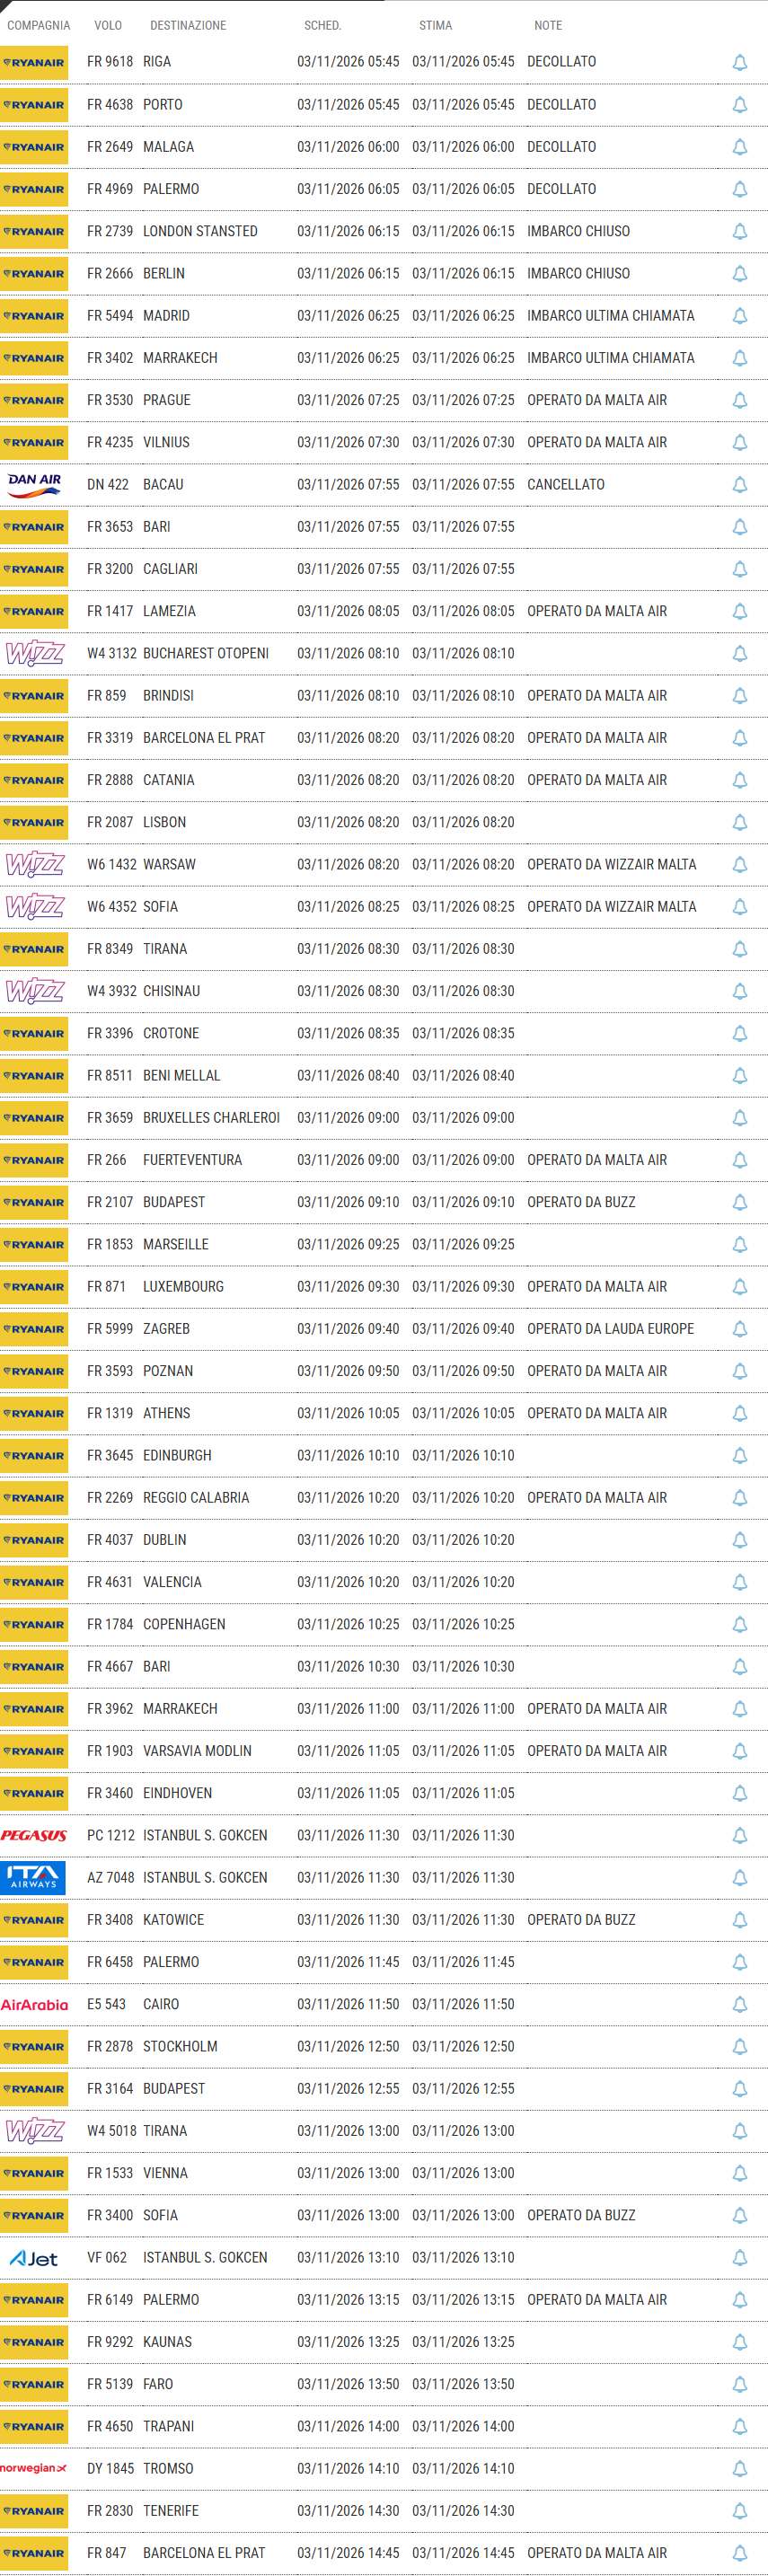 COMPAGNIA VOLO DESTINAZIONE SCHED. STIMA NOTE
RYANAIR FR 9618 RIGA 03/11/2026 05:45 03/11/2026 05:45 DECOLLATO
RYANAIR FR 4638 PORTO 03/11/2026 05:45 03/11/2026 05:45 DECOLLATO
RYANAIR FR 2649 MALAGA 03/11/2026 06:00 03/11/2026 06:00 DECOLLATO
RYANAIR FR 4969 PALERMO 03/11/2026 06:05 03/11/2026 06:05 DECOLLATO
RYANAIR FR 2739 LONDON STANSTED 03/11/2026 06:15 03/11/2026 06:15 IMBARCO CHIUSO
RYANAIR FR 2666 BERLIN 03/11/2026 06:15 03/11/2026 06:15 IMBARCO CHIUSO
RYANAIR FR 5494 MADRID 03/11/2026 06:25 03/11/2026 06:25 IMBARCO ULTIMA CHIAMATA
RYANAIR FR 3402 MARRAKECH 03/11/2026 06:25 03/11/2026 06:25 IMBARCO ULTIMA CHIAMATA
RYANAIR FR 3530 PRAGUE 03/11/2026 07:25 03/11/2026 07:25 OPERATO DA MALTA AIR
RYANAIR FR 4235 VILNIUS 03/11/2026 07:30 03/11/2026 07:30 OPERATO DA MALTA AIR
DAN AIR DN 422 BACAU 03/11/2026 07:55 03/11/2026 07:55 CANCELLATO
RYANAIR FR 3653 BARI 03/11/2026 07:55 03/11/2026 07:55
RYANAIR FR 3200 CAGLIARI 03/11/2026 07:55 03/11/2026 07:55
RYANAIR FR 1417 LAMEZIA 03/11/2026 08:05 03/11/2026 08:05 OPERATO DA MALTA AIR
WIZZ W4 3132 BUCHAREST OTOPENI 03/11/2026 08:10 03/11/2026 08:10
RYANAIR FR 859 BRINDISI 03/11/2026 08:10 03/11/2026 08:10 OPERATO DA MALTA AIR
RYANAIR FR 3319 BARCELONA EL PRAT 03/11/2026 08:20 03/11/2026 08:20 OPERATO DA MALTA AIR
RYANAIR FR 2888 CATANIA 03/11/2026 08:20 03/11/2026 08:20 OPERATO DA MALTA AIR
RYANAIR FR 2087 LISBON 03/11/2026 08:20 03/11/2026 08:20
WIZZ W6 1432 WARSAW 03/11/2026 08:20 03/11/2026 08:20 OPERATO DA WIZZAIR MALTA
WIZZ W6 4352 SOFIA 03/11/2026 08:25 03/11/2026 08:25 OPERATO DA WIZZAIR MALTA
RYANAIR FR 8349 TIRANA 03/11/2026 08:30 03/11/2026 08:30
WIZZ W4 3932 CHISINAU 03/11/2026 08:30 03/11/2026 08:30
RYANAIR FR 3396 CROTONE 03/11/2026 08:35 03/11/2026 08:35
RYANAIR FR 8511 BENI MELLAL 03/11/2026 08:40 03/11/2026 08:40
RYANAIR FR 3659 BRUXELLES CHARLEROI 03/11/2026 09:00 03/11/2026 09:00
RYANAIR FR 266 FUERTEVENTURA 03/11/2026 09:00 03/11/2026 09:00 OPERATO DA MALTA AIR
RYANAIR FR 2107 BUDAPEST 03/11/2026 09:10 03/11/2026 09:10 OPERATO DA BUZZ
RYANAIR FR 1853 MARSEILLE 03/11/2026 09:25 03/11/2026 09:25
RYANAIR FR 871 LUXEMBOURG 03/11/2026 09:30 03/11/2026 09:30 OPERATO DA MALTA AIR
RYANAIR FR 5999 ZAGREB 03/11/2026 09:40 03/11/2026 09:40 OPERATO DA LAUDA EUROPE
RYANAIR FR 3593 POZNAN 03/11/2026 09:50 03/11/2026 09:50 OPERATO DA MALTA AIR
RYANAIR FR 1319 ATHENS 03/11/2026 10:05 03/11/2026 10:05 OPERATO DA MALTA AIR
RYANAIR FR 3645 EDINBURGH 03/11/2026 10:10 03/11/2026 10:10
RYANAIR FR 2269 REGGIO CALABRIA 03/11/2026 10:20 03/11/2026 10:20 OPERATO DA MALTA AIR
RYANAIR FR 4037 DUBLIN 03/11/2026 10:20 03/11/2026 10:20
RYANAIR FR 4631 VALENCIA 03/11/2026 10:20 03/11/2026 10:20
RYANAIR FR 1784 COPENHAGEN 03/11/2026 10:25 03/11/2026 10:25
RYANAIR FR 4667 BARI 03/11/2026 10:30 03/11/2026 10:30
RYANAIR FR 3962 MARRAKECH 03/11/2026 11:00 03/11/2026 11:00 OPERATO DA MALTA AIR
RYANAIR FR 1903 VARSAVIA MODLIN 03/11/2026 11:05 03/11/2026 11:05 OPERATO DA MALTA AIR
RYANAIR FR 3460 EINDHOVEN 03/11/2026 11:05 03/11/2026 11:05
PEGASUS PC 1212 ISTANBUL S. GOKCEN 03/11/2026 11:30 03/11/2026 11:30
ITA AIRWAYS AZ 7048 ISTANBUL S. GOKCEN 03/11/2026 11:30 03/11/2026 11:30
RYANAIR FR 3408 KATOWICE 03/11/2026 11:30 03/11/2026 11:30 OPERATO DA BUZZ
RYANAIR FR 6458 PALERMO 03/11/2026 11:45 03/11/2026 11:45
AirArabia E5 543 CAIRO 03/11/2026 11:50 03/11/2026 11:50
RYANAIR FR 2878 STOCKHOLM 03/11/2026 12:50 03/11/2026 12:50
RYANAIR FR 3164 BUDAPEST 03/11/2026 12:55 03/11/2026 12:55
WIZZ W4 5018 TIRANA 03/11/2026 13:00 03/11/2026 13:00
RYANAIR FR 1533 VIENNA 03/11/2026 13:00 03/11/2026 13:00
RYANAIR FR 3400 SOFIA 03/11/2026 13:00 03/11/2026 13:00 OPERATO DA BUZZ
AJet VF 062 ISTANBUL S. GOKCEN 03/11/2026 13:10 03/11/2026 13:10
RYANAIR FR 6149 PALERMO 03/11/2026 13:15 03/11/2026 13:15 OPERATO DA MALTA AIR
RYANAIR FR 9292 KAUNAS 03/11/2026 13:25 03/11/2026 13:25
RYANAIR FR 5139 FARO 03/11/2026 13:50 03/11/2026 13:50
RYANAIR FR 4650 TRAPANI 03/11/2026 14:00 03/11/2026 14:00
norwegian DY 1845 TROMSO 03/11/2026 14:10 03/11/2026 14:10
RYANAIR FR 2830 TENERIFE 03/11/2026 14:30 03/11/2026 14:30
RYANAIR FR 847 BARCELONA EL PRAT 03/11/2026 14:45 03/11/2026 14:45 OPERATO DA MALTA AIR